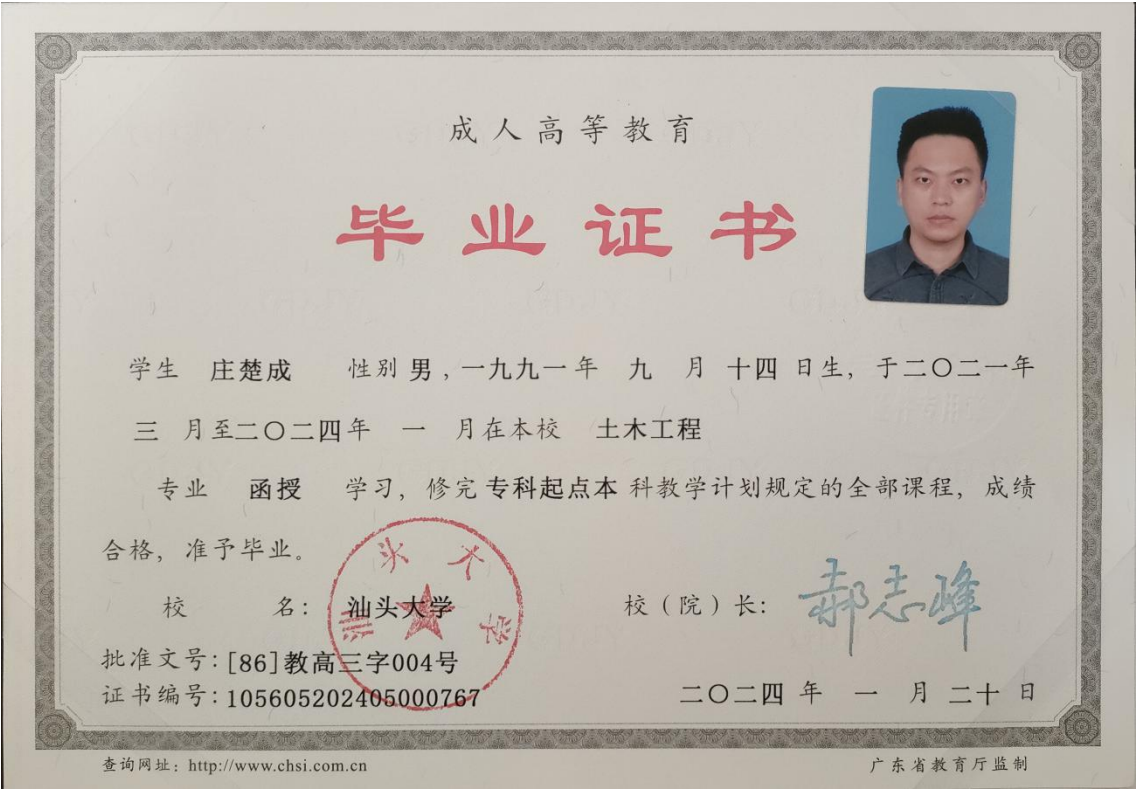 成人高等教育
毕业证书
学生 庄楚成 性别 男，一九九一年 九 月 十四 日生，于二〇二一年
三 月至二〇二四年 一 月在本校 土木工程
专业 函授 学习，修完 专科起点本 科教学计划规定的全部课程，成绩
合格，准予毕业。
汕头大学
校 名：汕头大学 校（院）长：郝志峰
批准文号：[86]教高三字004号
证书编号：105605202405000767 二〇二四 年 一 月 二十 日
查询网址：http://www.chsi.com.cn 广东省教育厅监制